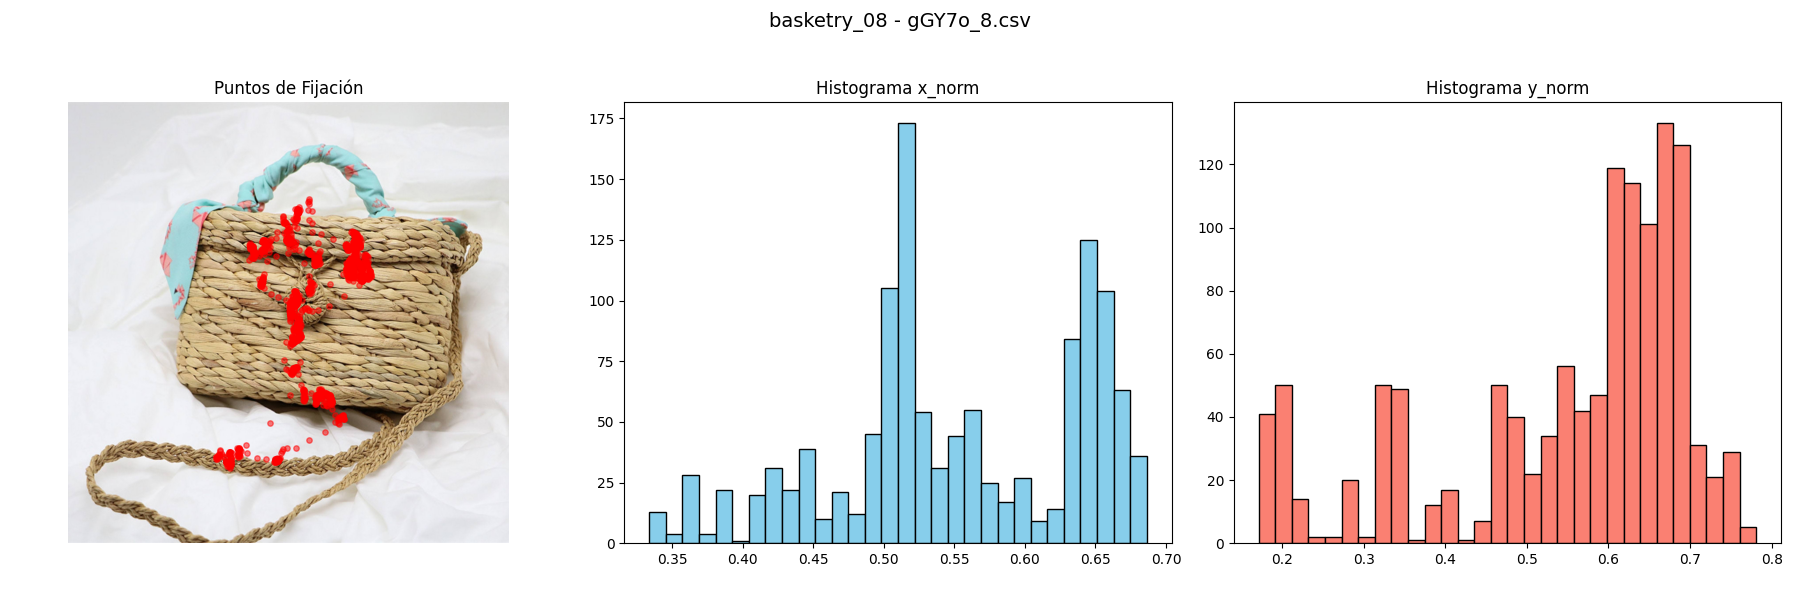 basketry_08 - gGY7o_8.csv
Puntos de Fijación
Histograma x_norm
Histograma y_norm
175
150
125
100
75
50
25
0
0.35 0.40 0.45 0.50 0.55 0.60 0.65 0.70
120
100
80
60
40
20
0
0.2 0.3 0.4 0.5 0.6 0.7 0.8